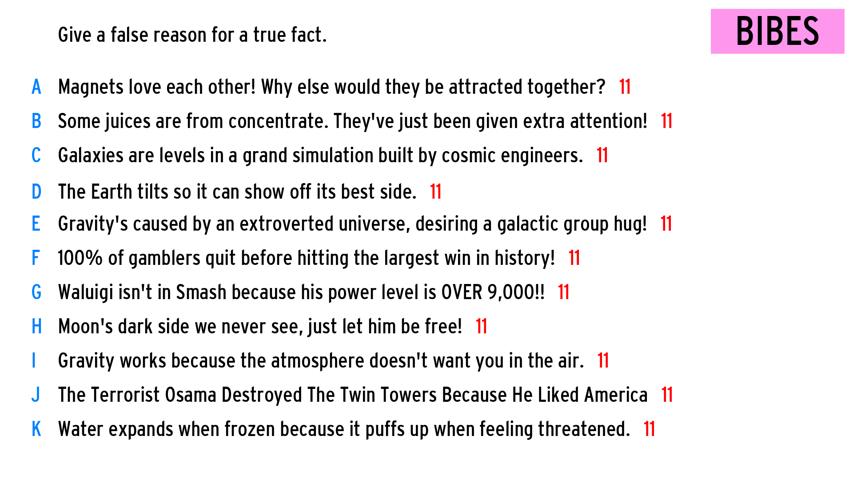 Give a false reason for a true fact.
BIBES
A Magnets love each other! Why else would they be attracted together? 11
B Some juices are from concentrate. They've just been given extra attention! 11
C Galaxies are levels in a grand simulation built by cosmic engineers. 11
D The Earth tilts so it can show off its best side. 11
E Gravity's caused by an extroverted universe, desiring a galactic group hug! 11
F 100% of gamblers quit before hitting the largest win in history! 11
G Waluigi isn't in Smash because his power level is OVER 9,000!! 11
H Moon's dark side we never see, just let him be free! 11
I Gravity works because the atmosphere doesn't want you in the air. 11
J The Terrorist Osama Destroyed The Twin Towers Because He Liked America 11
K Water expands when frozen because it puffs up when feeling threatened. 11